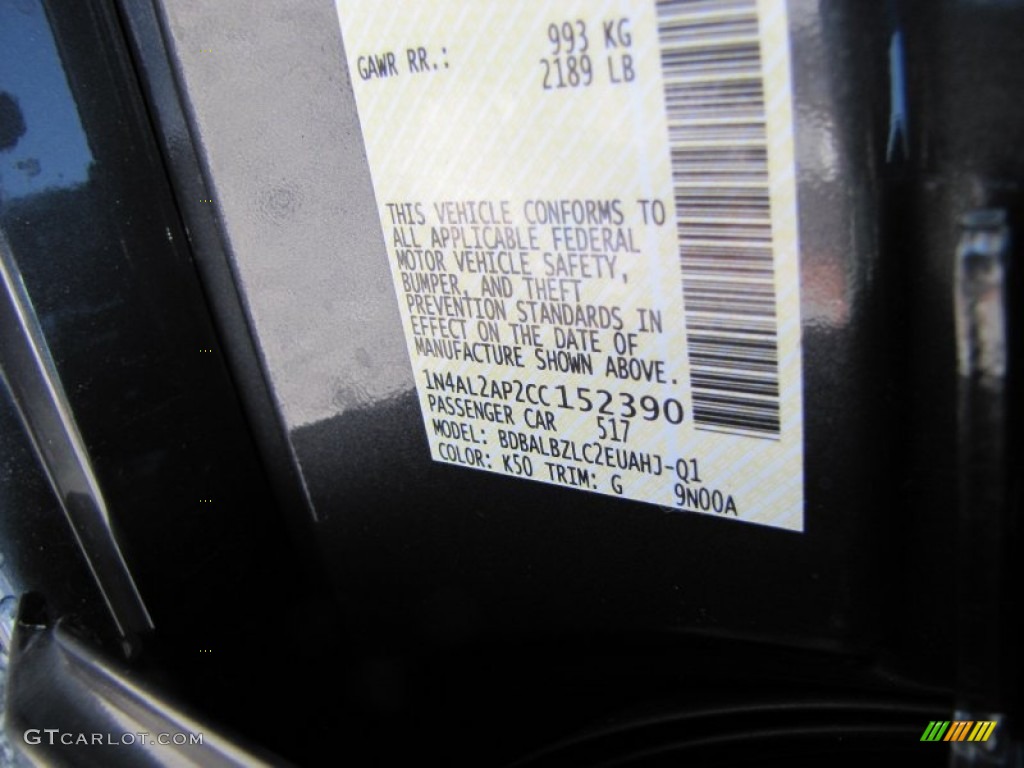 993 KG
GAWR RR.: 2189 LB
THIS VEHICLE CONFORMS TO
ALL APPLICABLE FEDERAL
MOTOR VEHICLE SAFETY,
BUMPER, AND THEFT
PREVENTION STANDARDS IN
EFFECT ON THE DATE OF
MANUFACTURE SHOWN ABOVE.
1N4AL2AP2CC152390
PASSENGER CAR 517
MODEL: BDBALBZLC2EUAHJ-Q1
COLOR: K50 TRIM: G 9N00A
GTCARLOT.COM